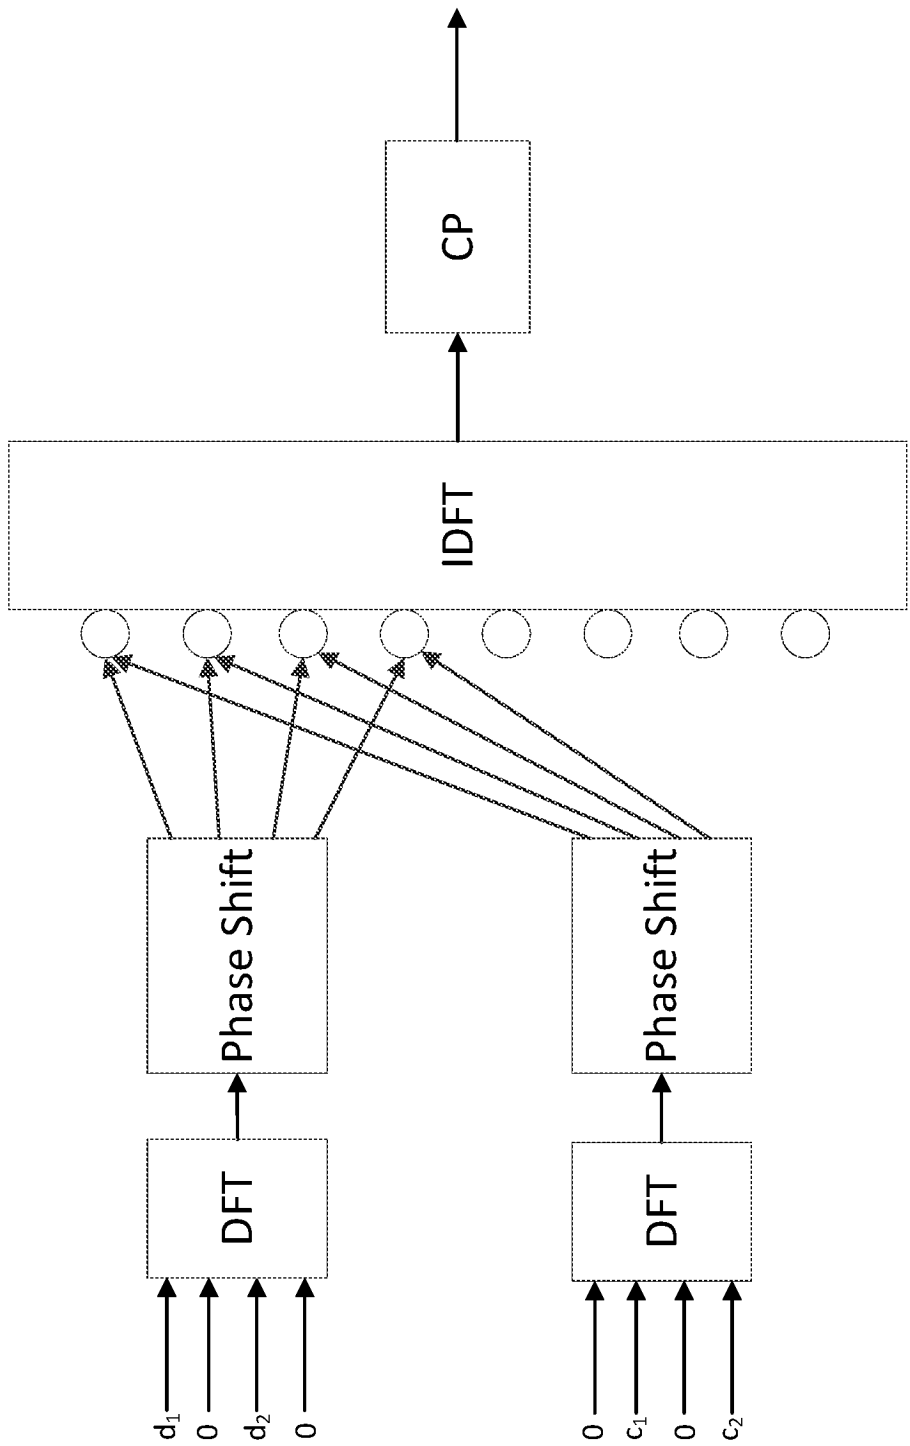 d₁
0
d₂
0
DFT
Phase Shift
0
c₁
0
c₂
DFT
Phase Shift
IDFT
CP